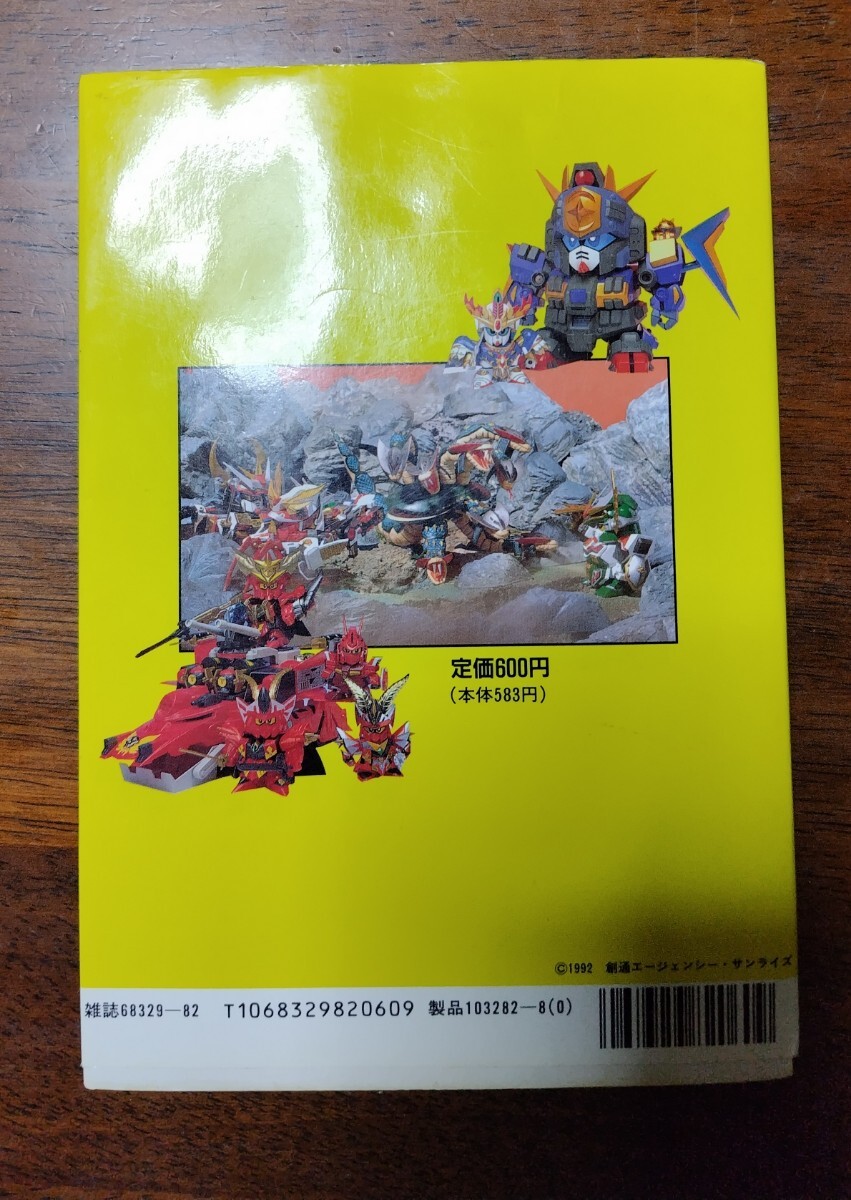 定価600円
(本体583円)
©1992 創通エージェンシー・サンライズ
雑誌68329—82 T1068329820609 製品103282—8(0)